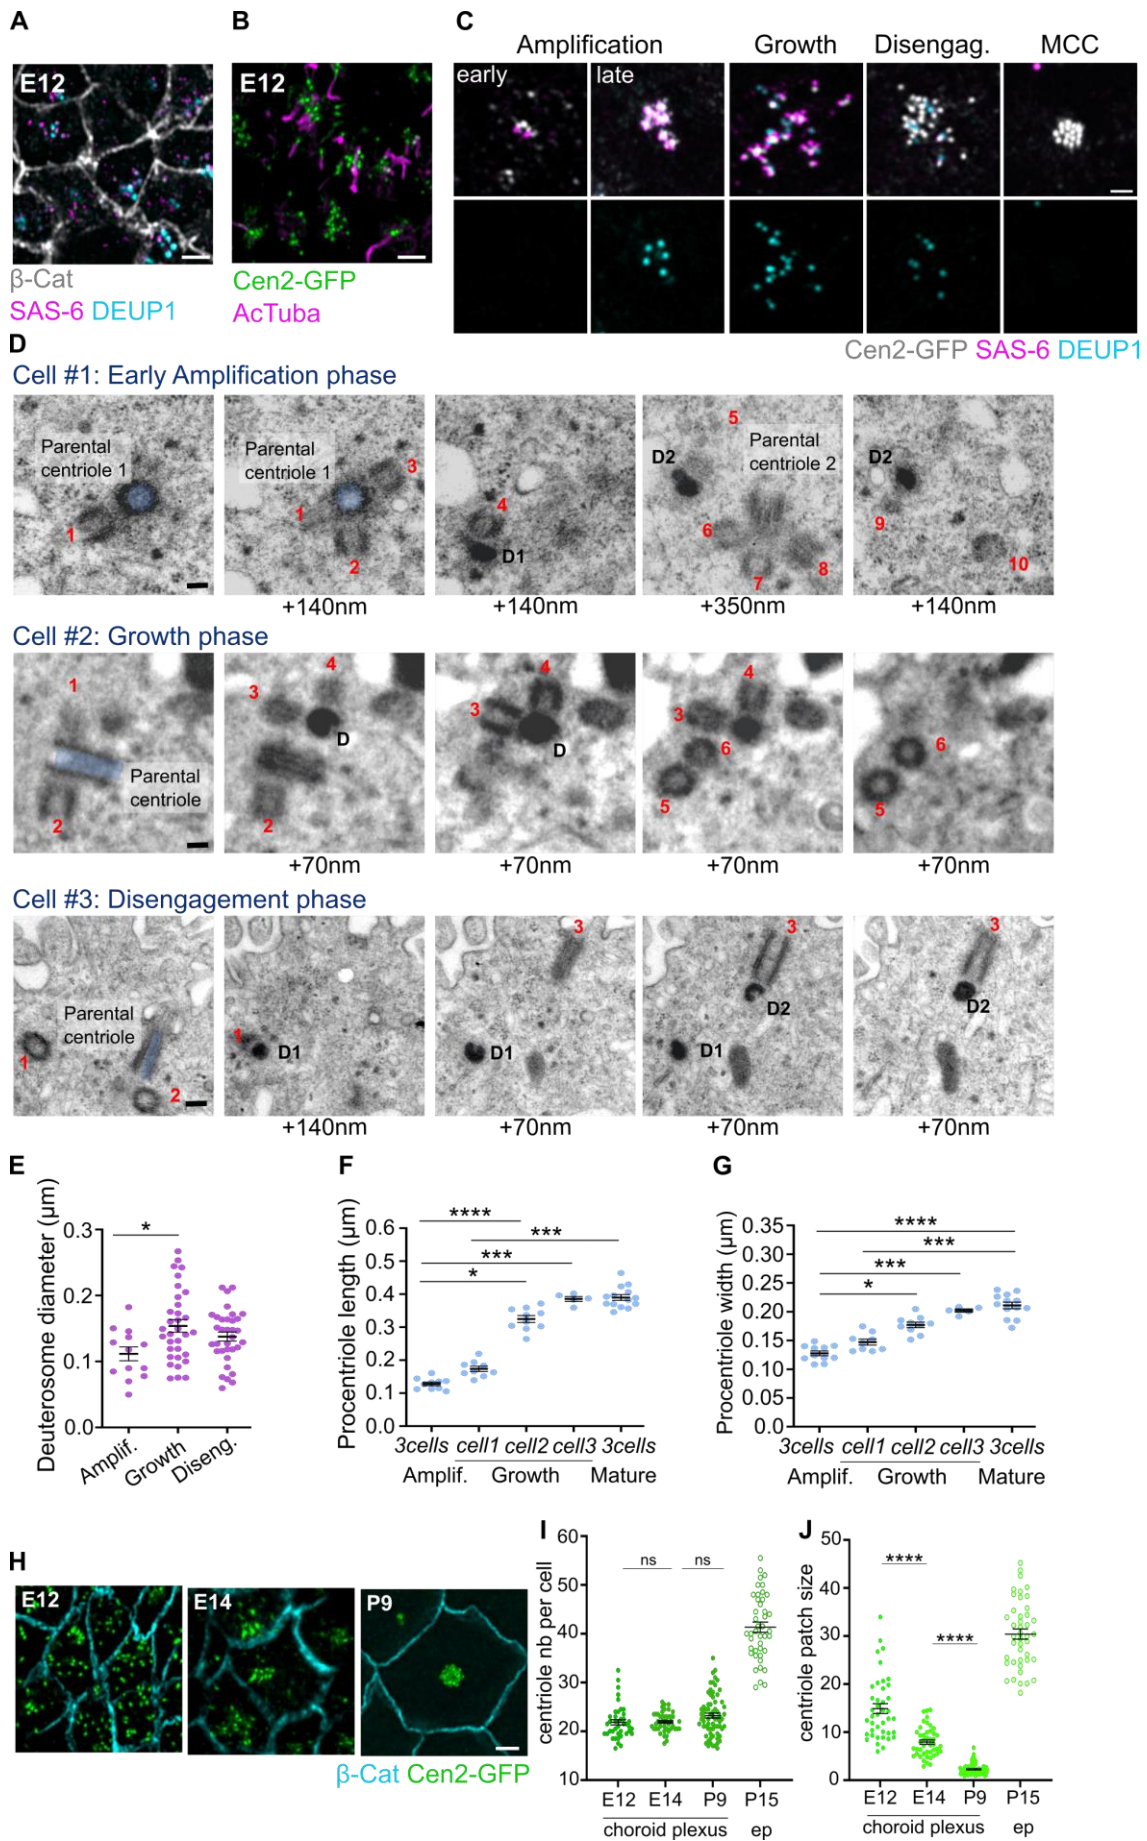 A
B
C
E12
E12
Amplification
Growth
Disengag.
MCC
early
late
β-Cat
SAS-6 DEUP1
Cen2-GFP
AcTuba
Cen2-GFP SAS-6 DEUP1
D
Cell #1: Early Amplification phase
Parental
centriole 1
1
Parental
centriole 1
1
2
3
+140nm
4
D1
+140nm
5
D2
Parental
centriole 2
6
7
8
+350nm
D2
9
10
+140nm
Cell #2: Growth phase
1
Parental
centriole
2
4
3
D
2
+70nm
4
3
D
+70nm
4
3
6
5
+70nm
6
5
+70nm
Cell #3: Disengagement phase
Parental
centriole
1
2
1
D1
+140nm
3
D1
+70nm
3
D2
D1
+70nm
3
D2
+70nm
E
Deuterosome diameter (µm)
0.3
0.2
0.1
0.0
*
Amplif.
Growth
Diseng.
F
Procentriole length (µm)
0.6
0.5
0.4
0.3
0.2
0.1
0.0
****
***
***
*
3cells cell1 cell2 cell3 3cells
Amplif. Growth Mature
G
Procentriole width (µm)
0.35
0.30
0.25
0.20
0.15
0.10
0.05
0.0
****
***
***
*
3cells cell1 cell2 cell3 3cells
Amplif. Growth Mature
H
E12
E14
P9
β-Cat Cen2-GFP
I
centriole nb per cell
60
50
40
30
20
10
ns
ns
E12 E14 P9 P15
choroid plexus ep
J
centriole patch size
50
40
30
20
10
0
****
****
E12 E14 P9 P15
choroid plexus ep